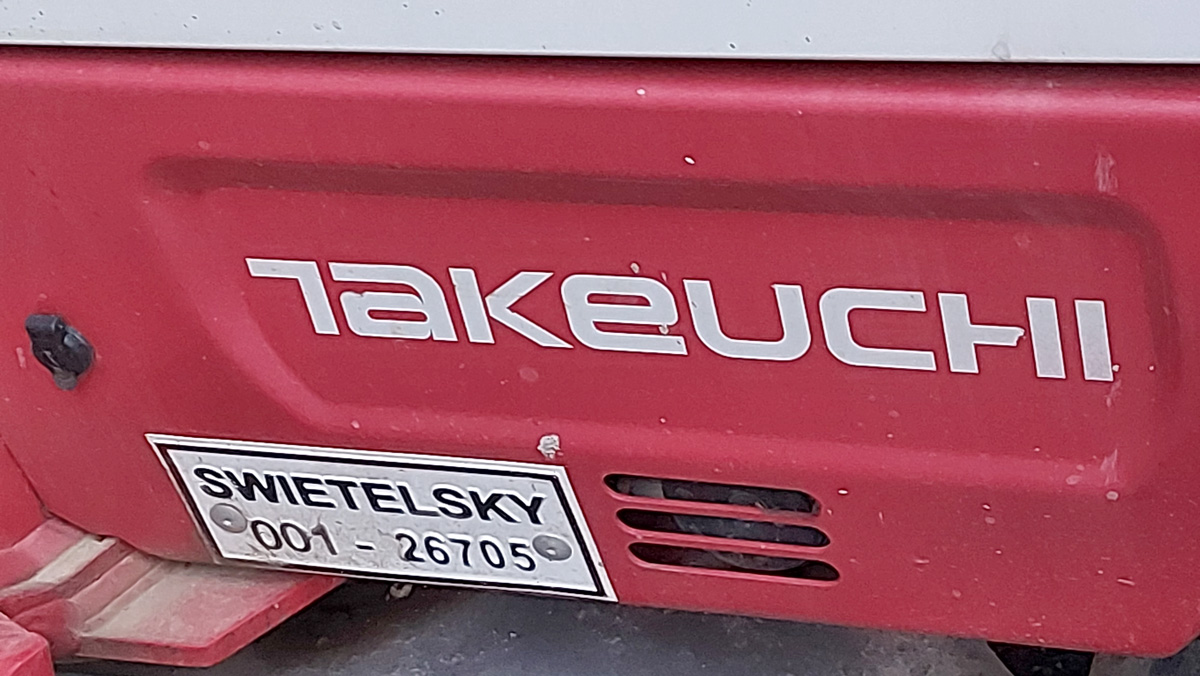 TAKEUCHI
SWIETELSKY
001 - 26705